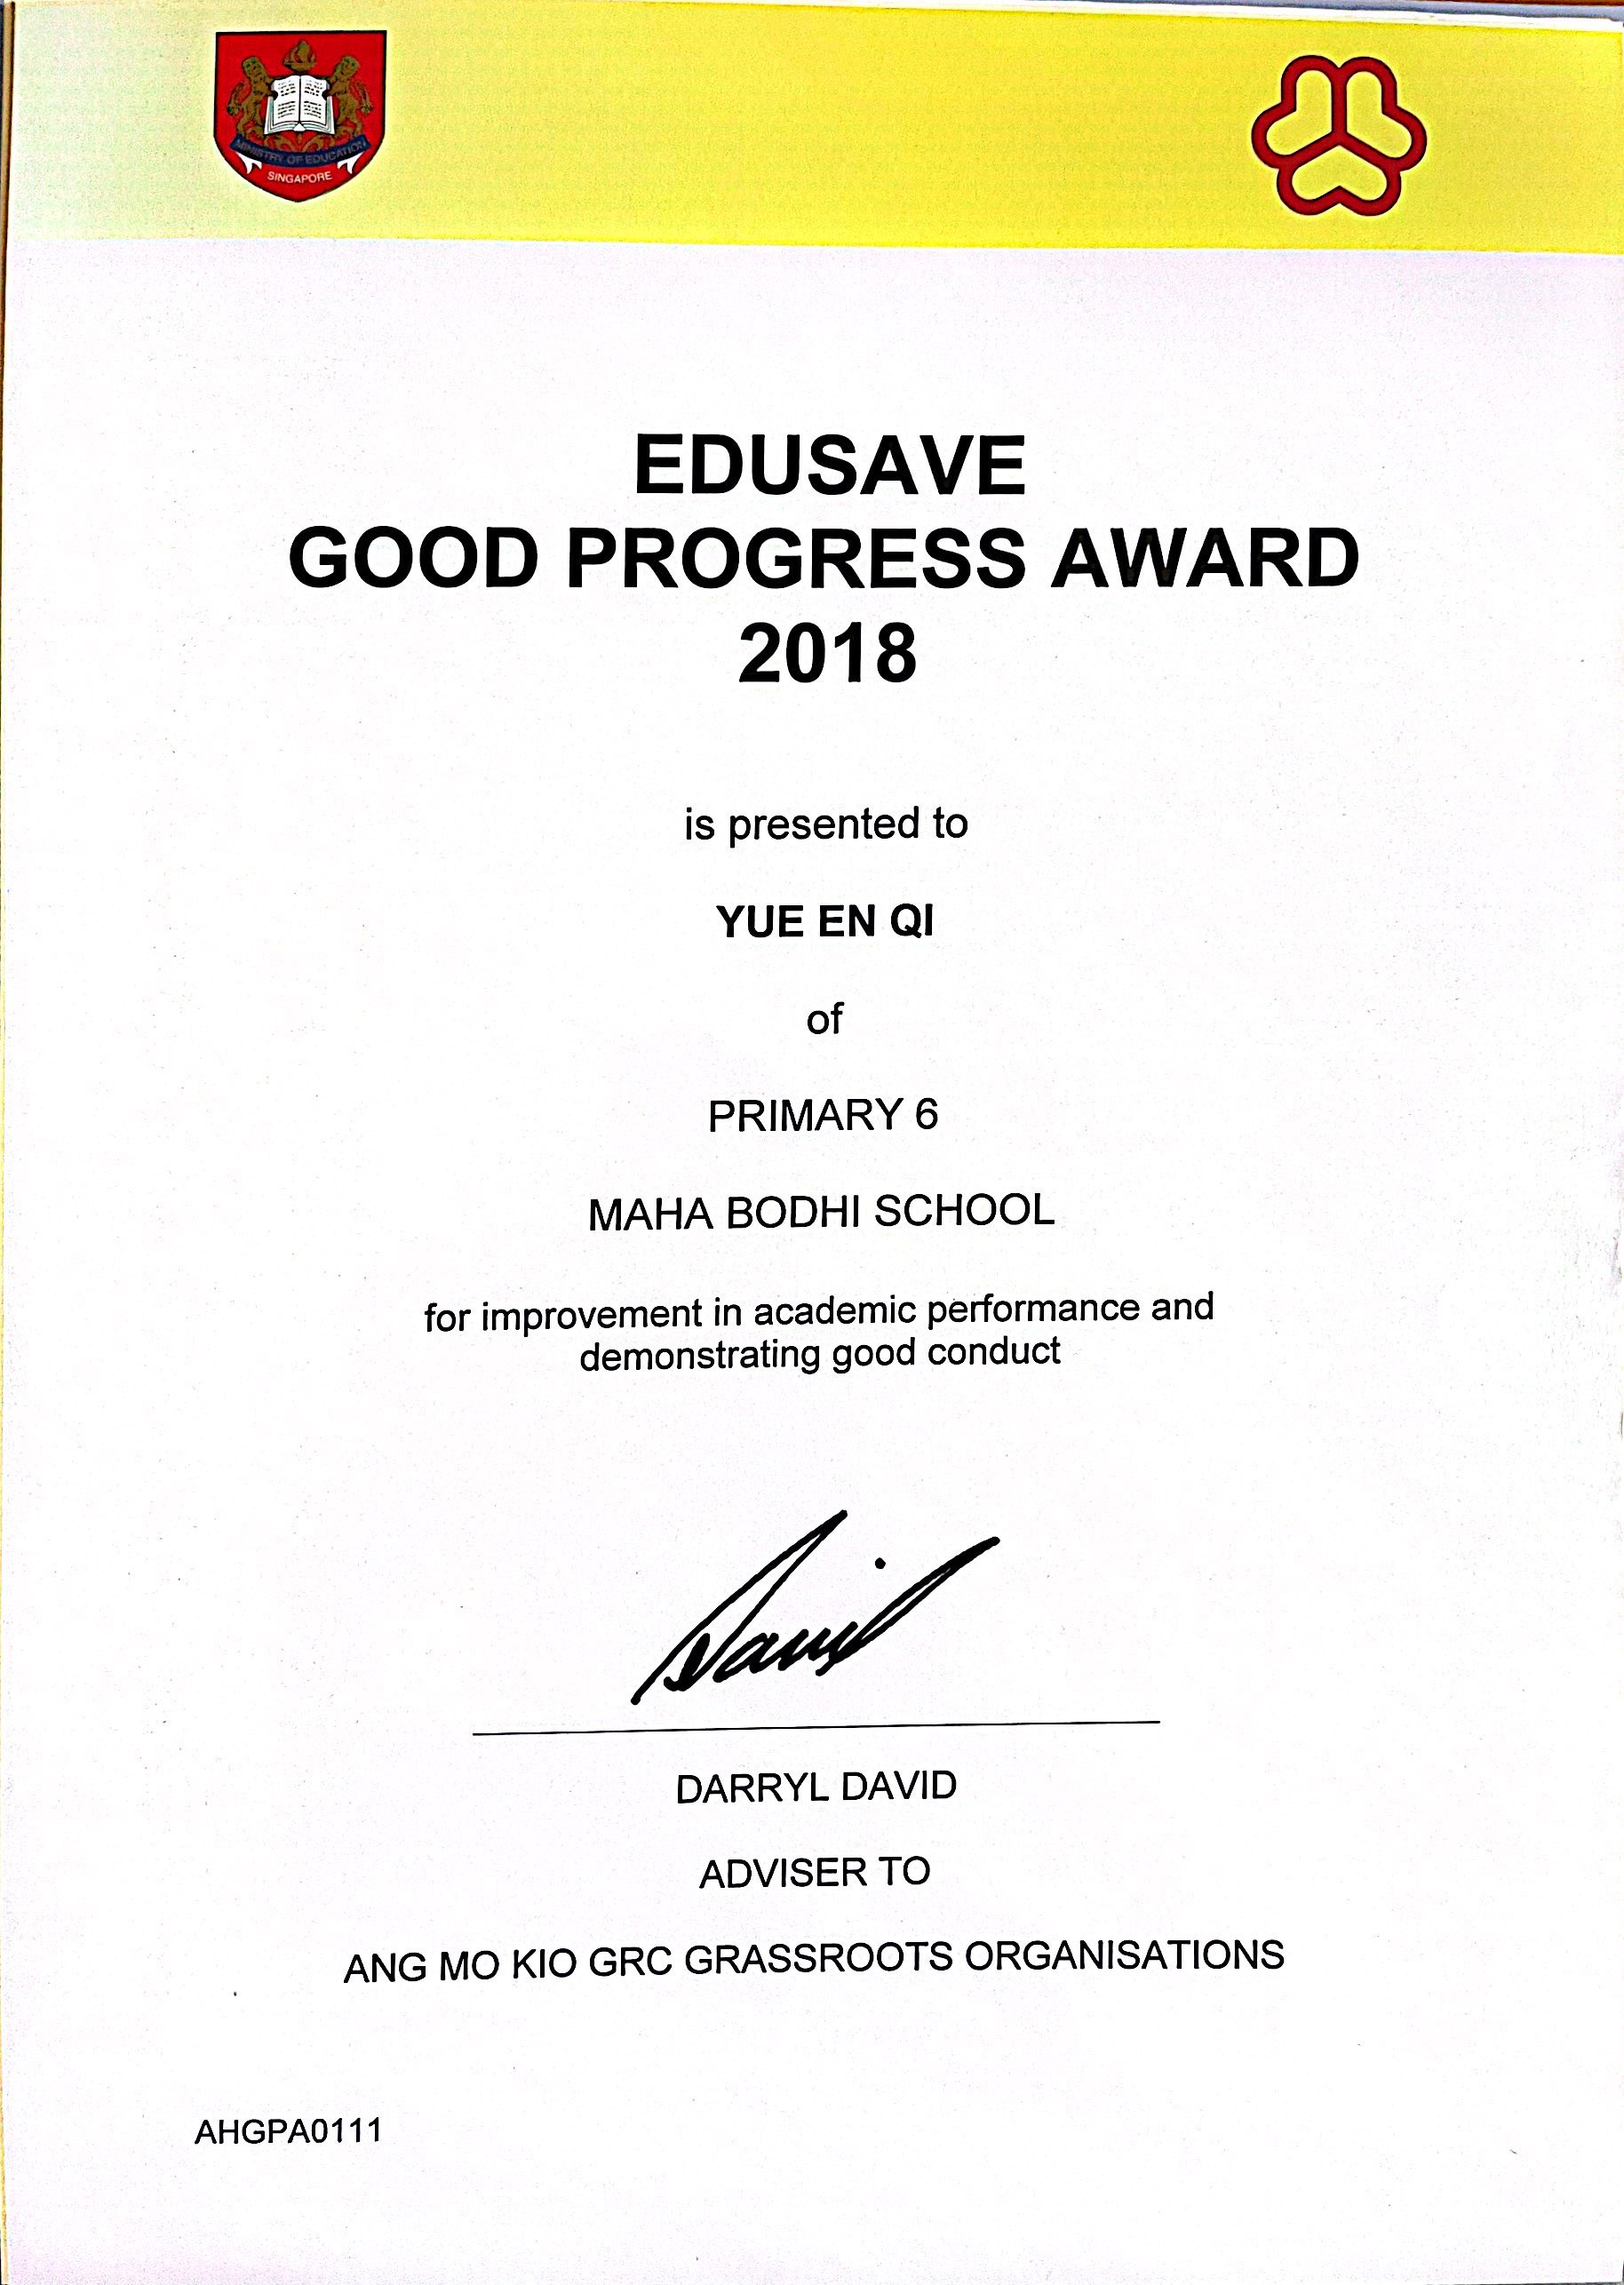 MINISTRY OF EDUCATION
SINGAPORE
EDUSAVE
GOOD PROGRESS AWARD
2018
is presented to
YUE EN QI
of
PRIMARY 6
MAHA BODHI SCHOOL
for improvement in academic performance and
demonstrating good conduct
David
DARRYL DAVID
ADVISER TO
ANG MO KIO GRC GRASSROOTS ORGANISATIONS
AHGPA0111